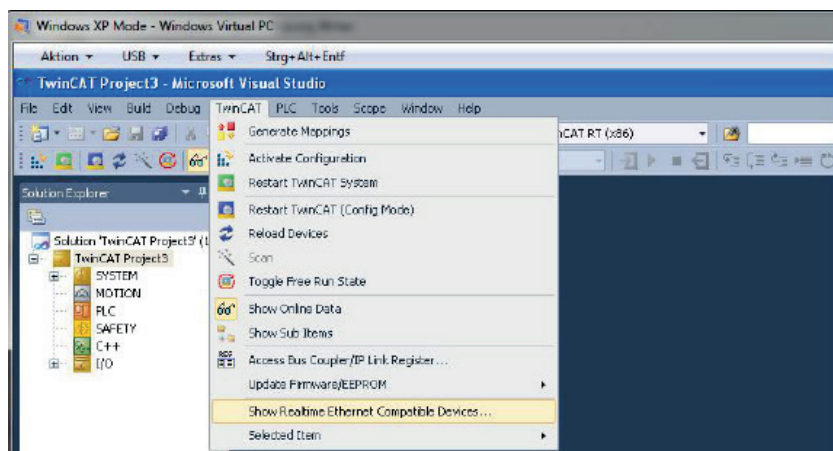 Windows XP Mode - Windows Virtual PC
Aktion USB Extras Strg+Alt+Entf
TwinCAT Project3 - Microsoft Visual Studio
File Edit View Build Debug TwinCAT PLC Tools Scope Window Help
Generate Mappings
CAT RT (x86)
Activate Configuration
Restart TwinCAT System
Solution Explorer
Restart TwinCAT (Config Mode)
Reload Devices
Solution 'TwinCAT Project3' (1
Scan
TwinCAT Project3
Toggle Free Run State
SYSTEM
MOTION
Show Online Data
PLC
Show Sub Items
SAFETY
C++
Access Bus Coupler/IP Link Register...
I/O
Update Firmware/EEPROM
Show Realtime Ethernet Compatible Devices...
Selected Item